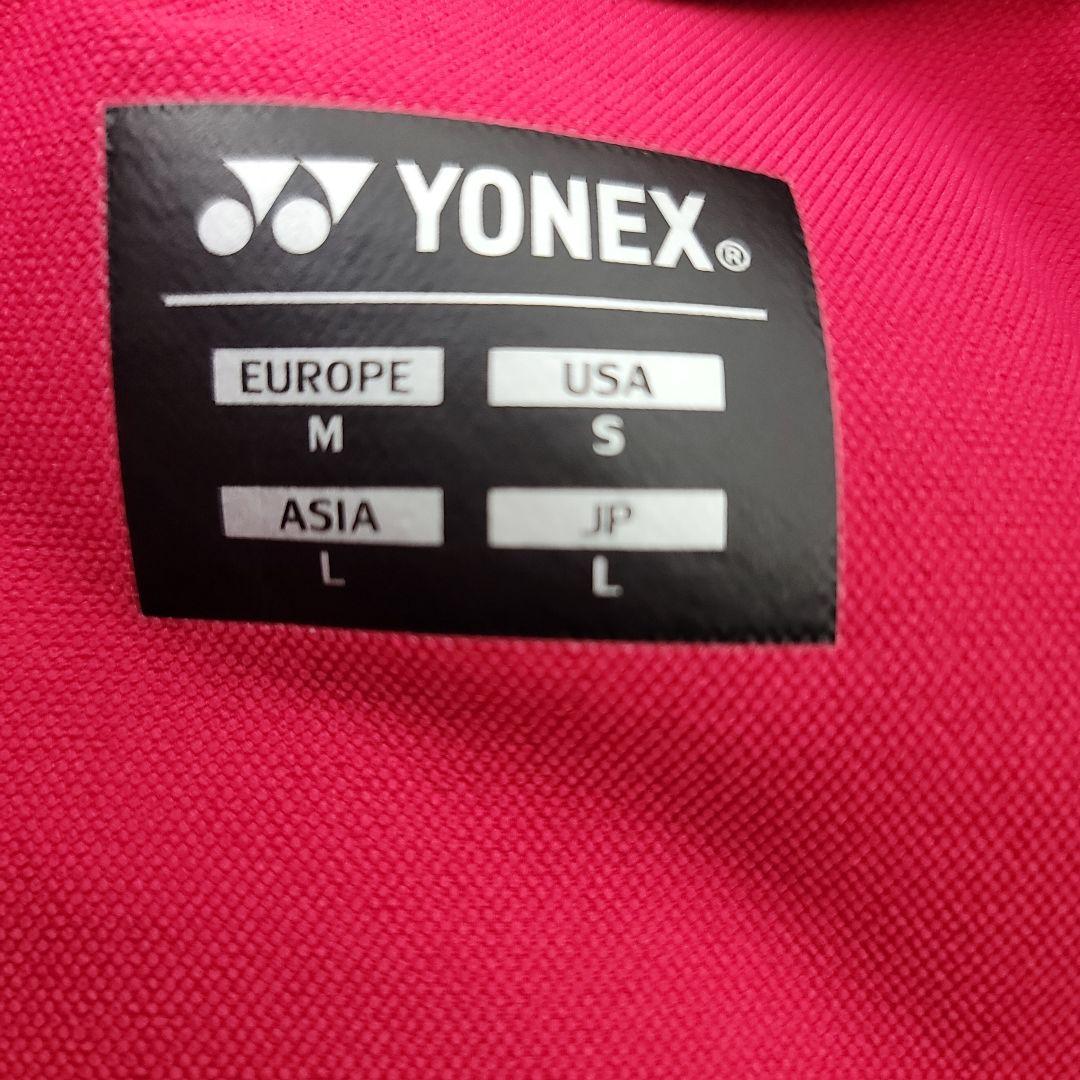 YONEX®
EUROPE USA
M S
ASIA JP
L L